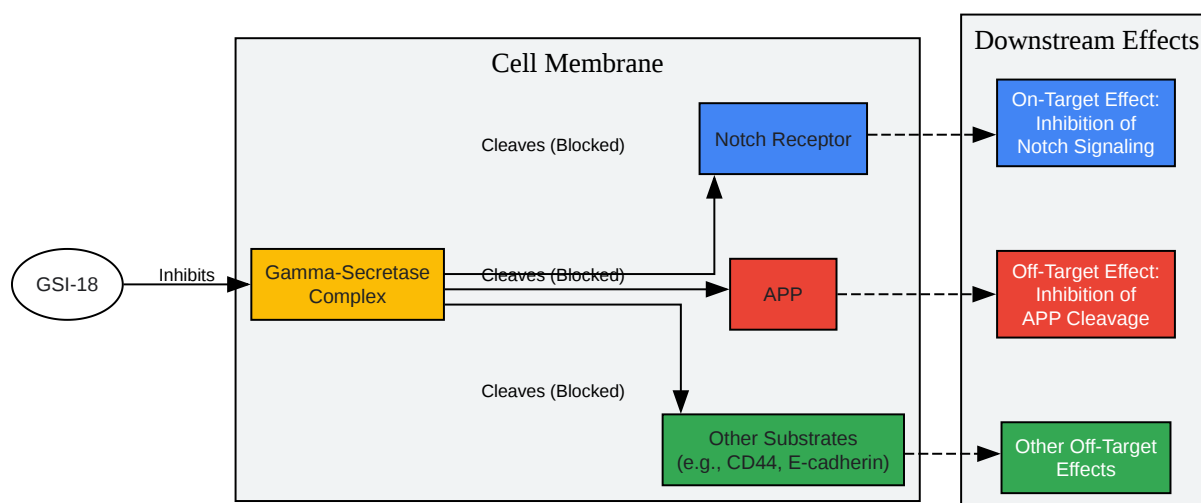 Cell Membrane
Downstream Effects
GSI-18
Inhibits
Gamma-Secretase
Complex
Cleaves (Blocked)
Notch Receptor
Cleaves (Blocked)
APP
Cleaves (Blocked)
Other Substrates
(e.g., CD44, E-cadherin)
On-Target Effect:
Inhibition of
Notch Signaling
Off-Target Effect:
Inhibition of
APP Cleavage
Other Off-Target
Effects